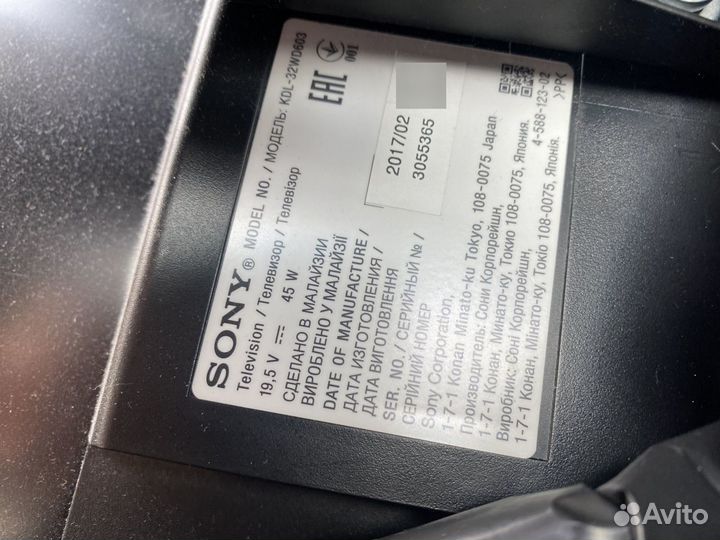 SONY® MODEL NO. / МОДЕЛЬ: KDL-32WD603
Television / Телевизор / Телевізор
19,5 V 45 W
EAC
001
СДЕЛАНО В МАЛАЙЗИИ
ВИРОБЛЕНО У МАЛАЙЗІЇ
DATE OF MANUFACTURE /
ДАТА ИЗГОТОВЛЕНИЯ /
ДАТА ВИГОТОВЛЕННЯ
2017/02
SER. NO. / СЕРИЙНЫЙ № /
СЕРІЙНИЙ НОМЕР
3055365
Sony Corporation,
1-7-1 Konan Minato-ku Tokyo, 108-0075 Japan
Производитель: Сони Корпорейшн,
1-7-1 Конан, Минато-ку, Токио 108-0075, Япония.
Виробник: Соні Корпорейшн,
1-7-1 Конан, Мінато-ку, Токіо 108-0075, Японія.
4-588-123-02
>PP<
Avito